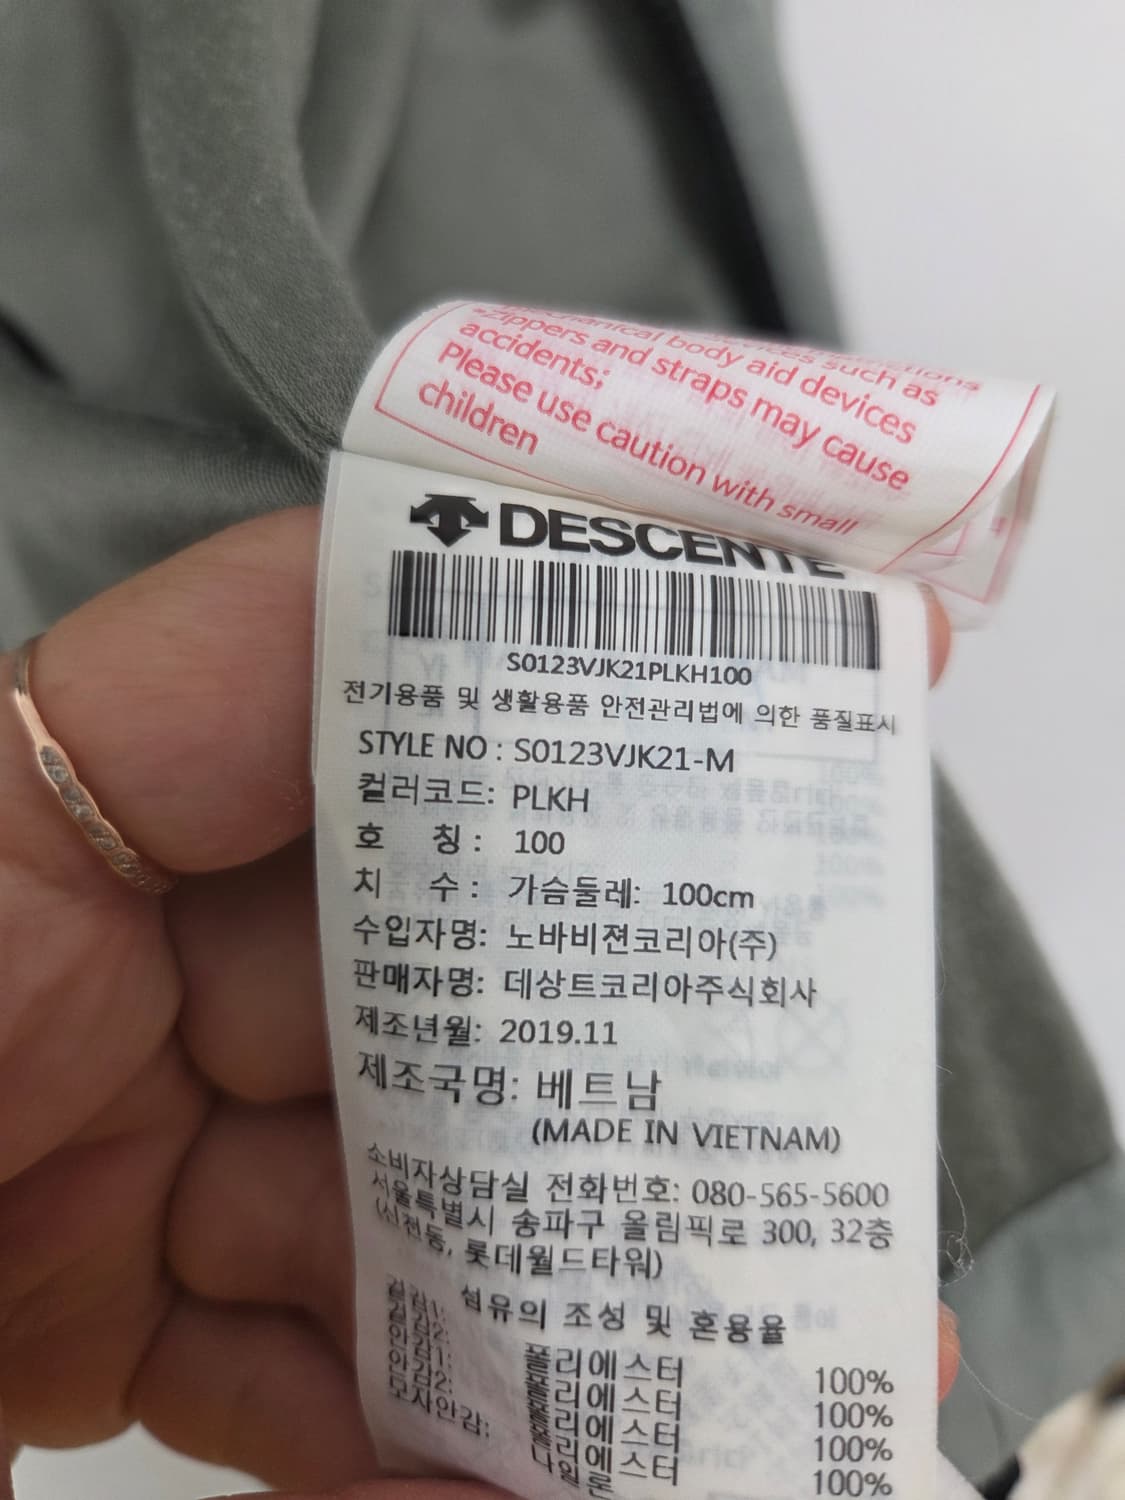 mechanical body aid devices
*Zippers and straps may cause
accidents;
Please use caution with small
children
DESCENTE
S0123VJK21PLKH100
전기용품 및 생활용품 안전관리법에 의한 품질표시
STYLE NO : S0123VJK21-M
컬러코드: PLKH
호 칭 : 100
치 수 : 가슴둘레: 100cm
수입자명: 노바비젼코리아(주)
판매자명: 데상트코리아주식회사
제조년월: 2019.11
제조국명: 베트남
(MADE IN VIETNAM)
소비자상담실 전화번호: 080-565-5600
서울특별시 송파구 올림픽로 300, 32층
(신천동, 롯데월드타워)
섬유의 조성 및 혼용율
겉감1: 폴리에스터 100%
겉감2: 폴리에스터 100%
안감1: 폴리에스터 100%
안감2: 폴리에스터 100%
모자안감: 나일론